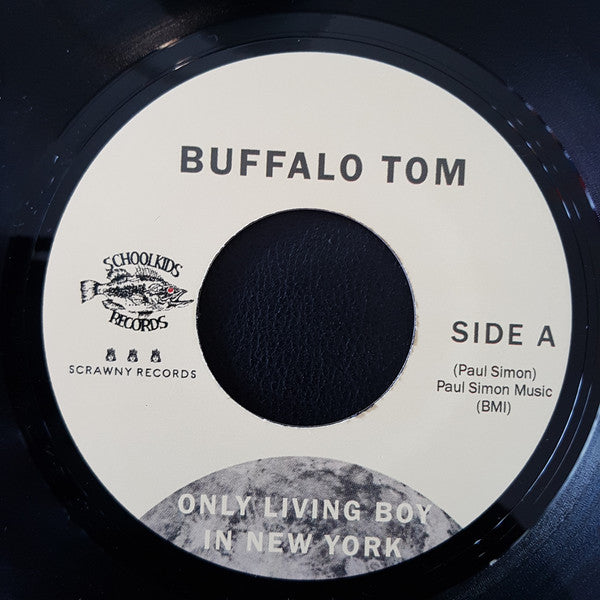 BUFFALO TOM
SCHOOLKIDS
RECORDS
SCRAWNY RECORDS
SIDE A
(Paul Simon)
Paul Simon Music
(BMI)
ONLY LIVING BOY
IN NEW YORK